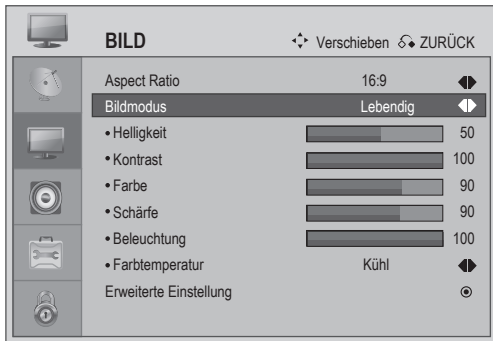 BILD Verschieben ZURÜCK
Aspect Ratio 16:9
Bildmodus Lebendig
• Helligkeit 50
• Kontrast 100
• Farbe 90
• Schärfe 90
• Beleuchtung 100
• Farbtemperatur Kühl
Erweiterte Einstellung